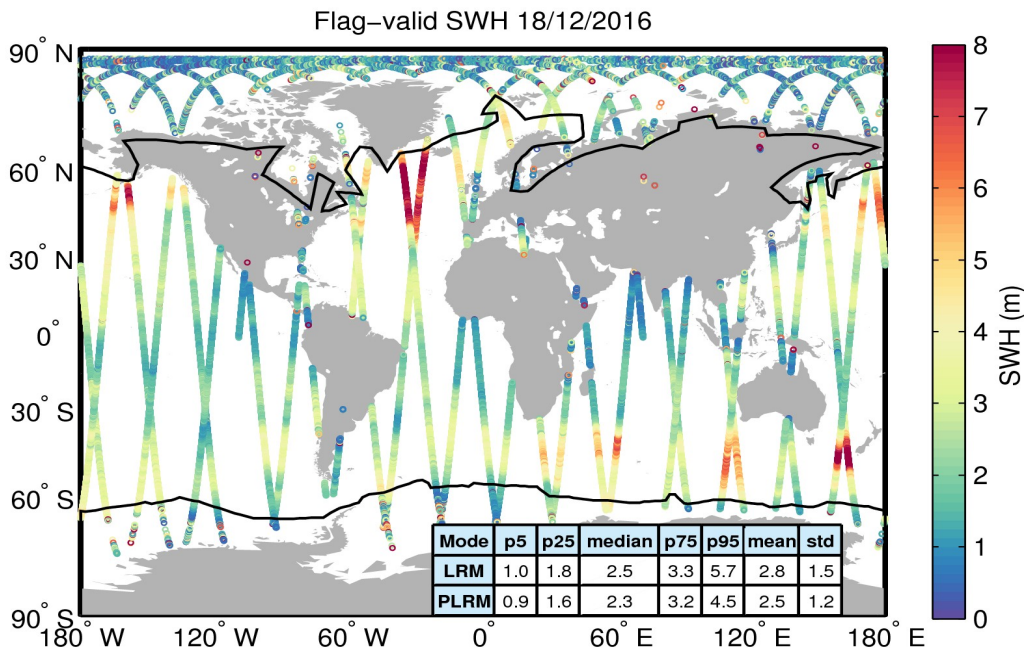 Flag−valid SWH 18/12/2016
90° N
60° N
30° N
0°
30° S
60° S
90° S
180° W
120° W
60° W
0°
60° E
120° E
180° E
Mode p5 p25 median p75 p95 mean std
LRM 1.0 1.8 2.5 3.3 5.7 2.8 1.5
PLRM 0.9 1.6 2.3 3.2 4.5 2.5 1.2
8
7
6
5
4
3
2
1
0
SWH (m)